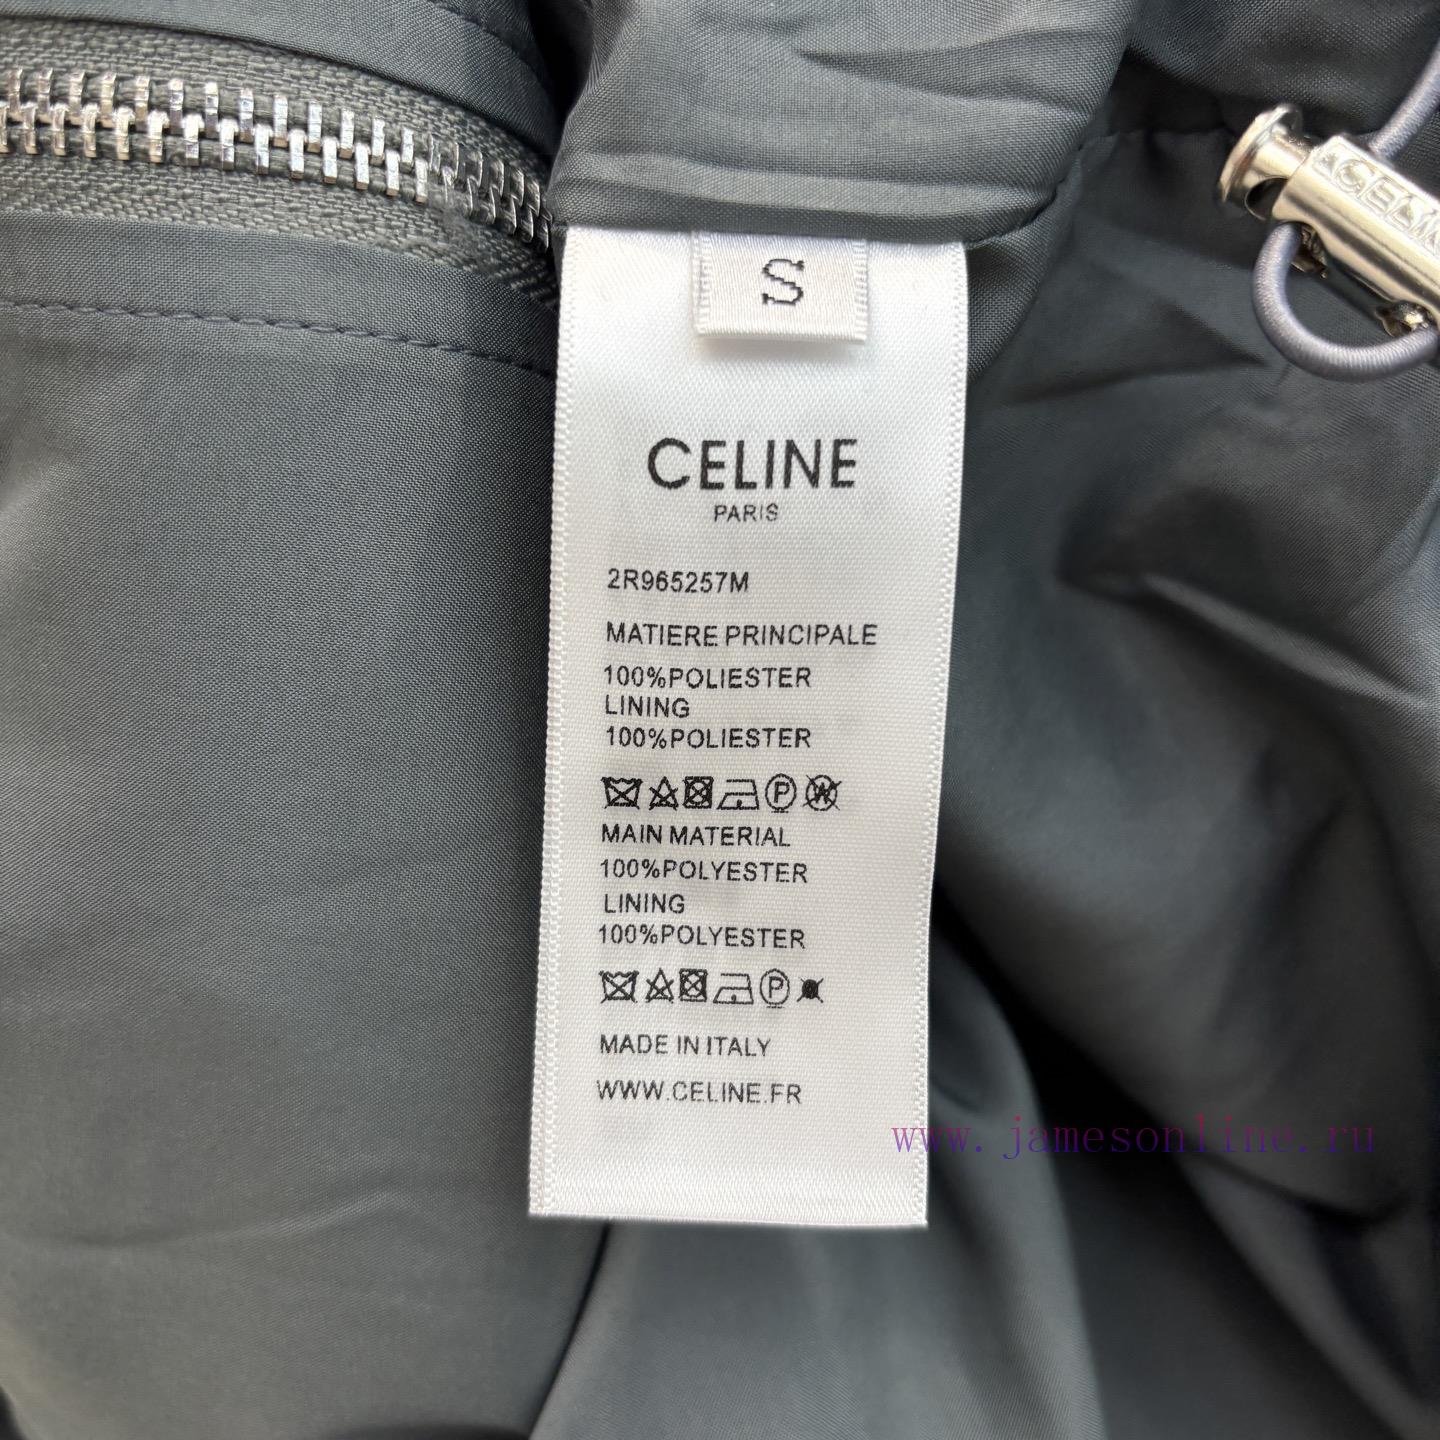 S
CELINE
PARIS
2R965257M
MATIERE PRINCIPALE
100%POLIESTER
LINING
100%POLIESTER
P W
MAIN MATERIAL
100%POLYESTER
LINING
100%POLYESTER
P
MADE IN ITALY
WWW.CELINE.FR
www.jamesonline.ru